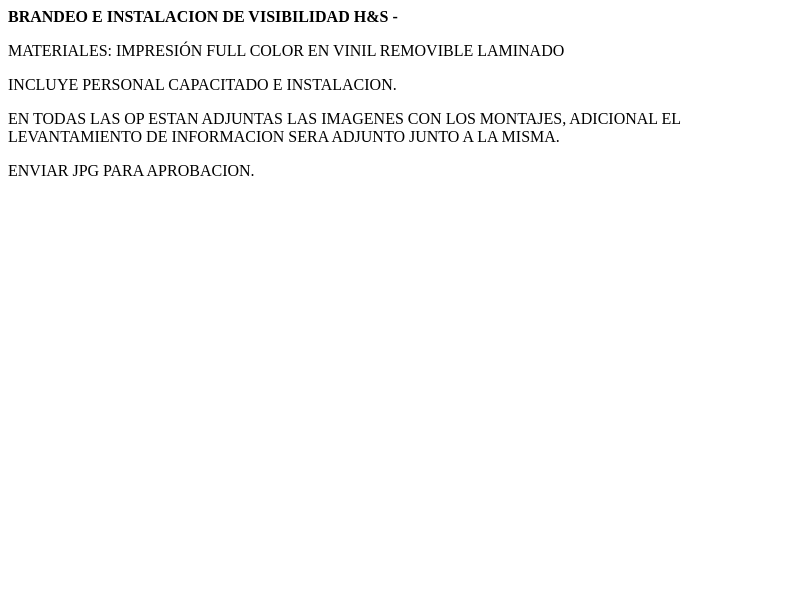 BRANDEO E INSTALACION DE VISIBILIDAD H&S -
MATERIALES: IMPRESIÓN FULL COLOR EN VINIL REMOVIBLE LAMINADO
INCLUYE PERSONAL CAPACITADO E INSTALACION.
EN TODAS LAS OP ESTAN ADJUNTAS LAS IMAGENES CON LOS MONTAJES, ADICIONAL EL
LEVANTAMIENTO DE INFORMACION SERA ADJUNTO JUNTO A LA MISMA.
ENVIAR JPG PARA APROBACION.